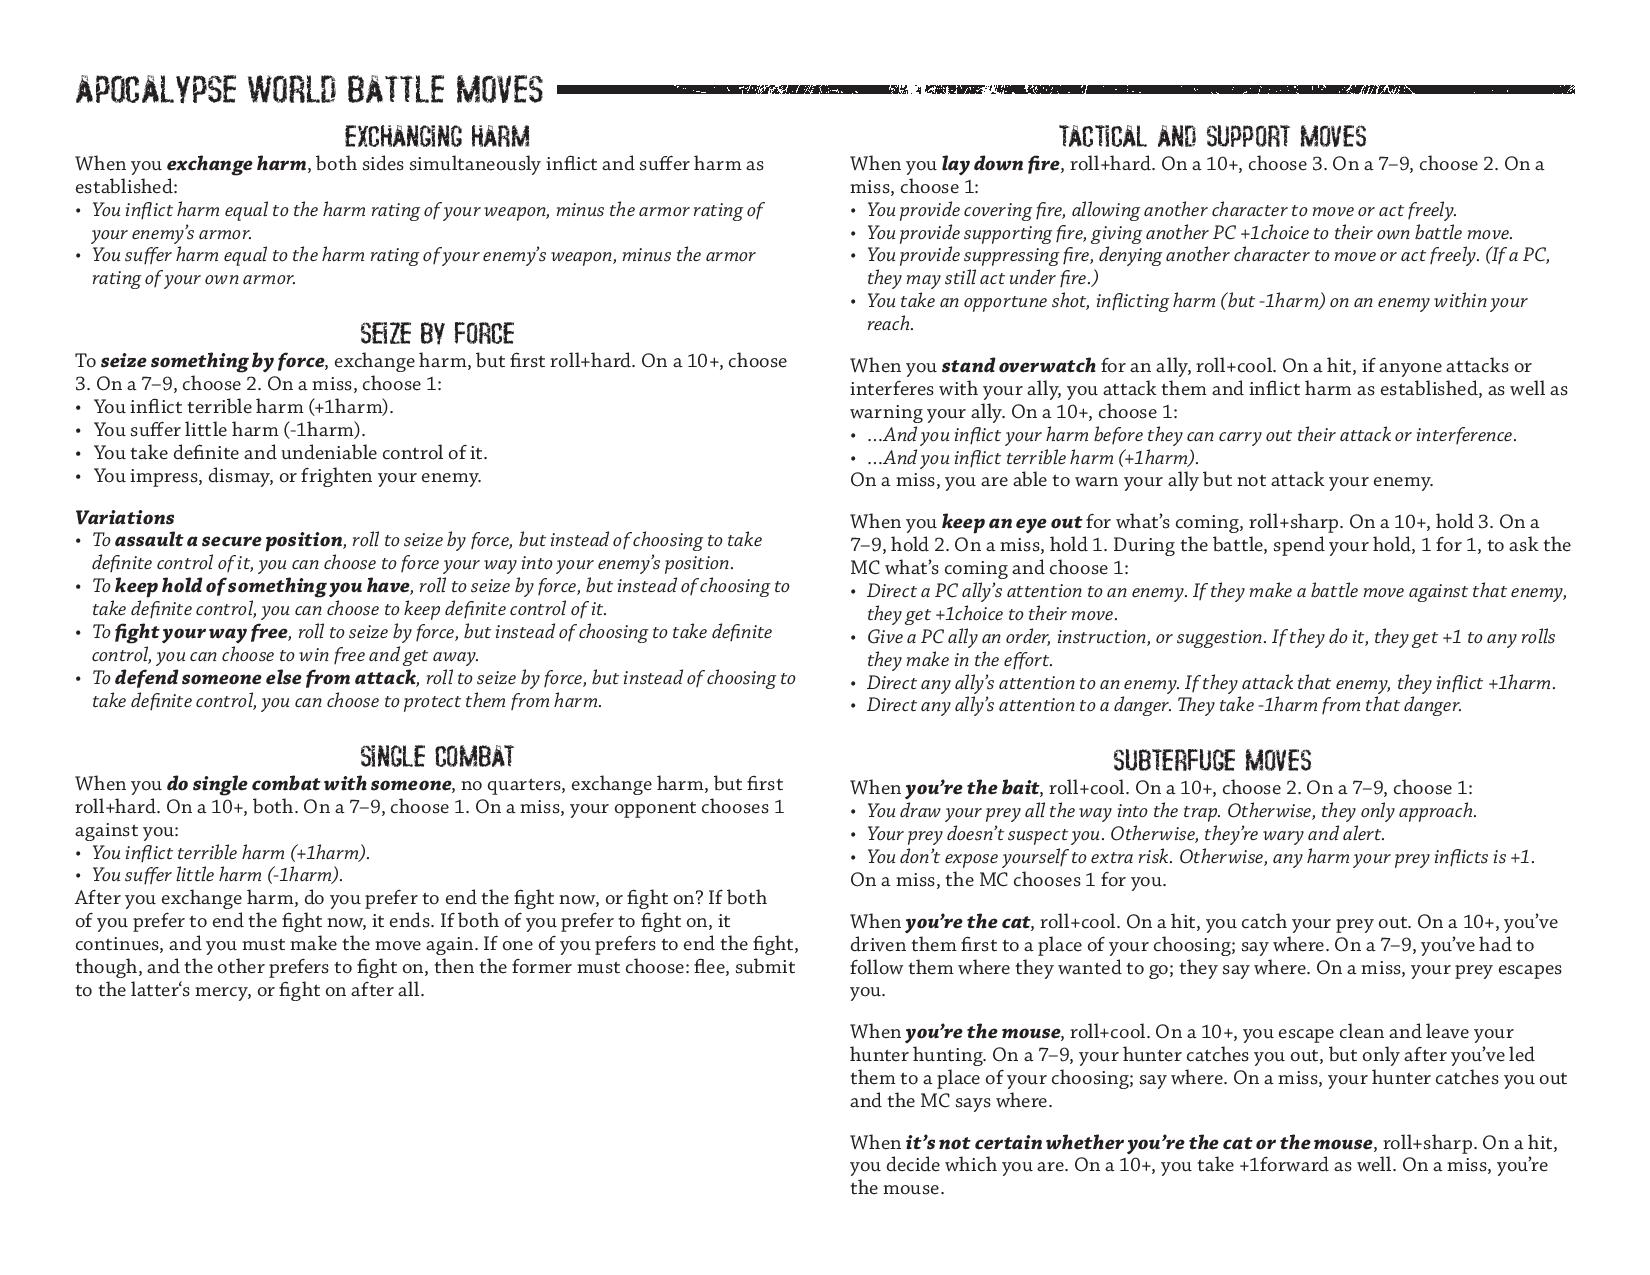 APOCALYPSE WORLD BATTLE MOVES
EXCHANGING HARM
When you exchange harm, both sides simultaneously inflict and suffer harm as
established:
• You inflict harm equal to the harm rating of your weapon, minus the armor rating of
your enemy's armor.
• You suffer harm equal to the harm rating of your enemy's weapon, minus the armor
rating of your own armor.
SEIZE BY FORCE
To seize something by force, exchange harm, but first roll+hard. On a 10+, choose
3. On a 7–9, choose 2. On a miss, choose 1:
• You inflict terrible harm (+1harm).
• You suffer little harm (-1harm).
• You take definite and undeniable control of it.
• You impress, dismay, or frighten your enemy.
Variations
• To assault a secure position, roll to seize by force, but instead of choosing to take
definite control of it, you can choose to force your way into your enemy's position.
• To keep hold of something you have, roll to seize by force, but instead of choosing to
take definite control, you can choose to keep definite control of it.
• To fight your way free, roll to seize by force, but instead of choosing to take definite
control, you can choose to win free and get away.
• To defend someone else from attack, roll to seize by force, but instead of choosing to
take definite control, you can choose to protect them from harm.
SINGLE COMBAT
When you do single combat with someone, no quarters, exchange harm, but first
roll+hard. On a 10+, both. On a 7–9, choose 1. On a miss, your opponent chooses 1
against you:
• You inflict terrible harm (+1harm).
• You suffer little harm (-1harm).
After you exchange harm, do you prefer to end the fight now, or fight on? If both
of you prefer to end the fight now, it ends. If both of you prefer to fight on, it
continues, and you must make the move again. If one of you prefers to end the fight,
though, and the other prefers to fight on, then the former must choose: flee, submit
to the latter‘s mercy, or fight on after all.
TACTICAL AND SUPPORT MOVES
When you lay down fire, roll+hard. On a 10+, choose 3. On a 7–9, choose 2. On a
miss, choose 1:
• You provide covering fire, allowing another character to move or act freely.
• You provide supporting fire, giving another PC +1choice to their own battle move.
• You provide suppressing fire, denying another character to move or act freely. (If a PC,
they may still act under fire.)
• You take an opportune shot, inflicting harm (but -1harm) on an enemy within your
reach.
When you stand overwatch for an ally, roll+cool. On a hit, if anyone attacks or
interferes with your ally, you attack them and inflict harm as established, as well as
warning your ally. On a 10+, choose 1:
• …And you inflict your harm before they can carry out their attack or interference.
• …And you inflict terrible harm (+1harm).
On a miss, you are able to warn your ally but not attack your enemy.
When you keep an eye out for what's coming, roll+sharp. On a 10+, hold 3. On a
7–9, hold 2. On a miss, hold 1. During the battle, spend your hold, 1 for 1, to ask the
MC what's coming and choose 1:
• Direct a PC ally's attention to an enemy. If they make a battle move against that enemy,
they get +1choice to their move.
• Give a PC ally an order, instruction, or suggestion. If they do it, they get +1 to any rolls
they make in the effort.
• Direct any ally's attention to an enemy. If they attack that enemy, they inflict +1harm.
• Direct any ally's attention to a danger. They take -1harm from that danger.
SUBTERFUGE MOVES
When you're the bait, roll+cool. On a 10+, choose 2. On a 7–9, choose 1:
• You draw your prey all the way into the trap. Otherwise, they only approach.
• Your prey doesn't suspect you. Otherwise, they're wary and alert.
• You don't expose yourself to extra risk. Otherwise, any harm your prey inflicts is +1.
On a miss, the MC chooses 1 for you.
When you're the cat, roll+cool. On a hit, you catch your prey out. On a 10+, you've
driven them first to a place of your choosing; say where. On a 7–9, you've had to
follow them where they wanted to go; they say where. On a miss, your prey escapes
you.
When you're the mouse, roll+cool. On a 10+, you escape clean and leave your
hunter hunting. On a 7–9, your hunter catches you out, but only after you've led
them to a place of your choosing; say where. On a miss, your hunter catches you out
and the MC says where.
When it's not certain whether you're the cat or the mouse, roll+sharp. On a hit,
you decide which you are. On a 10+, you take +1forward as well. On a miss, you're
the mouse.